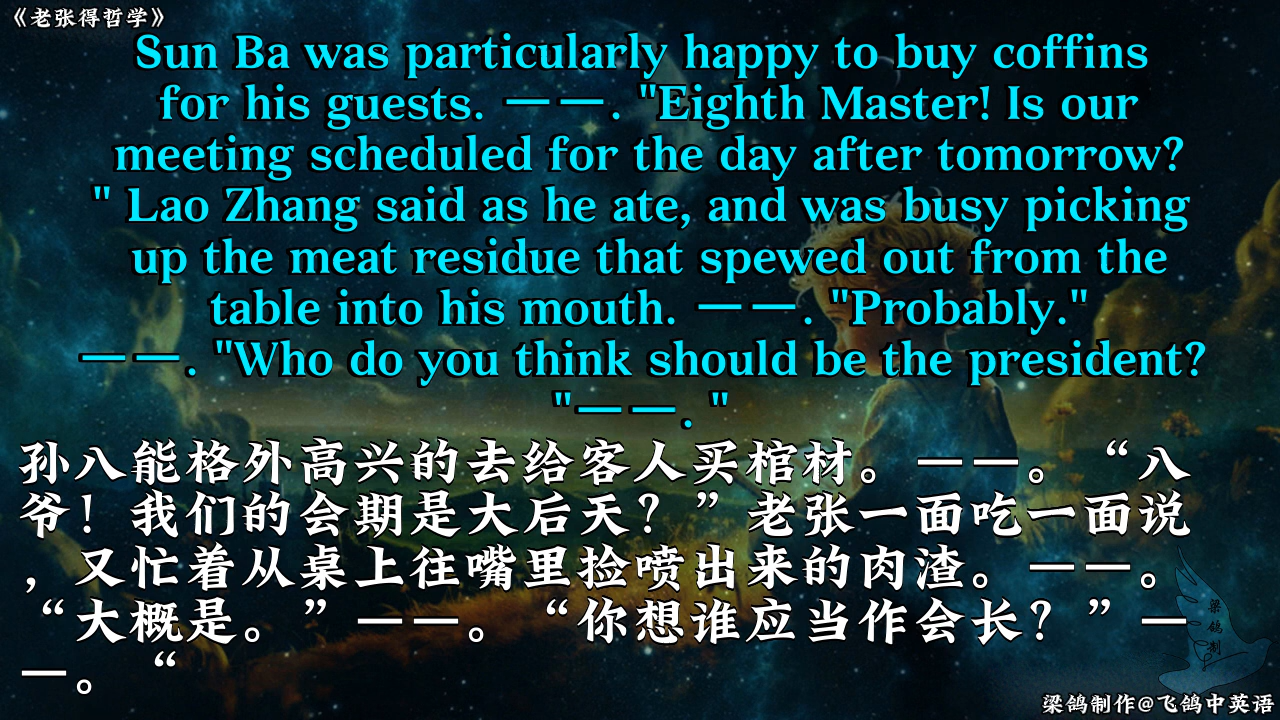 《老张得哲学》
Sun Ba was particularly happy to buy coffins
for his guests. ——. "Eighth Master! Is our
meeting scheduled for the day after tomorrow?
" Lao Zhang said as he ate, and was busy picking
up the meat residue that spewed out from the
table into his mouth. ——. "Probably."
——. "Who do you think should be the president?
"——. "
孙八能格外高兴的去给客人买棺材。——。“八
爷！我们的会期是大后天？”老张一面吃一面说
，又忙着从桌上往嘴里捡喷出来的肉渣。——。
“大概是。”——。“你想谁应当作会长？”—
—。“
梁鸽制
梁鸽制作@飞鸽中英语